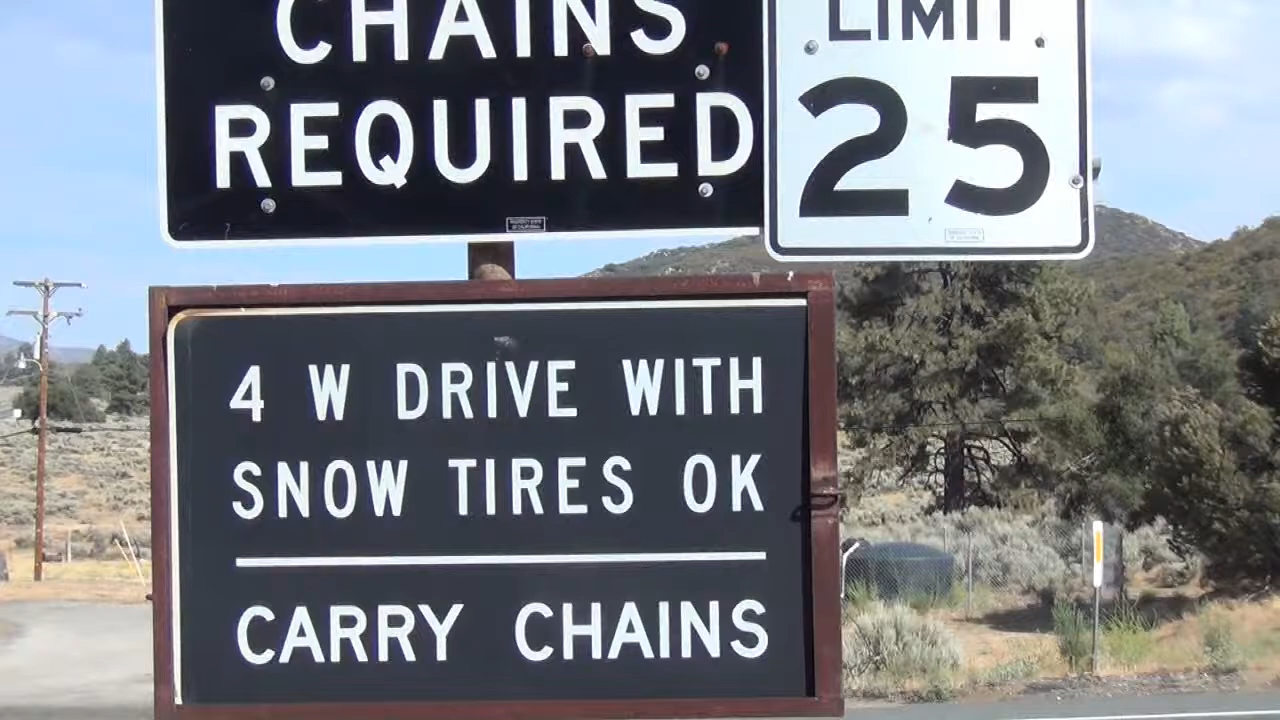 CHAINS
REQUIRED
LIMIT
25
4 W DRIVE WITH
SNOW TIRES OK
CARRY CHAINS